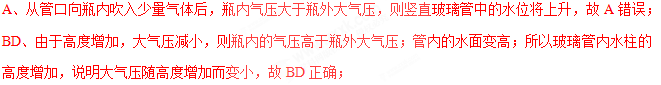 A、从管口向瓶内吹入少量气体后，瓶内气压大于瓶外大气压，则竖直玻璃管中的水位将上升，故 A 错误；
BD、由于高度增加，大气压减小，则瓶内的气压高于瓶外大气压；管内的水面变高；所以玻璃管内水柱的
高度增加，说明大气压随高度增加而变小，故 BD 正确；